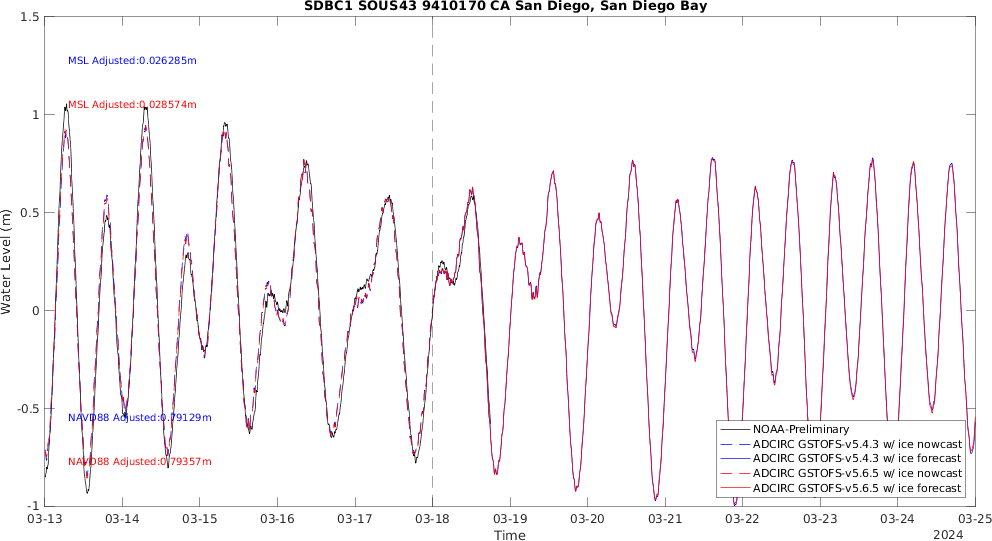 SDBC1 SOUS43 9410170 CA San Diego, San Diego Bay
1.5
MSL Adjusted:0.026285m
MSL Adjusted:0.028574m
1
0.5
Water Level (m)
0
-0.5
NAVD88 Adjusted:0.79129m
NAVD88 Adjusted:0.79357m
-1
NOAA-Preliminary
ADCIRC GSTOFS-v5.4.3 w/ ice nowcast
ADCIRC GSTOFS-v5.4.3 w/ ice forecast
ADCIRC GSTOFS-v5.6.5 w/ ice nowcast
ADCIRC GSTOFS-v5.6.5 w/ ice forecast
03-13 03-14 03-15 03-16 03-17 03-18 03-19 03-20 03-21 03-22 03-23 03-24 03-25
Time
2024